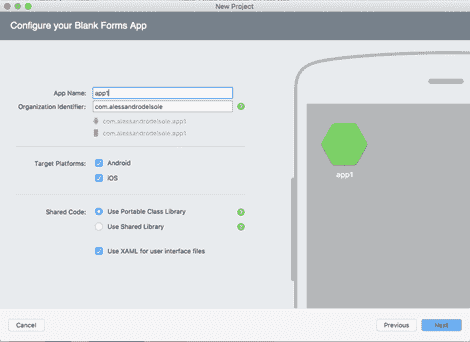 New Project
Configure your Blank Forms App
App Name: app1
Organization Identifier: com.alessandrodelsole
com.alessandrodelsole.app1
com.alessandrodelsole.app1
Target Platforms: Android
iOS
Shared Code: Use Portable Class Library
Use Shared Library
Use XAML for user interface files
app1
Cancel
Previous
Next